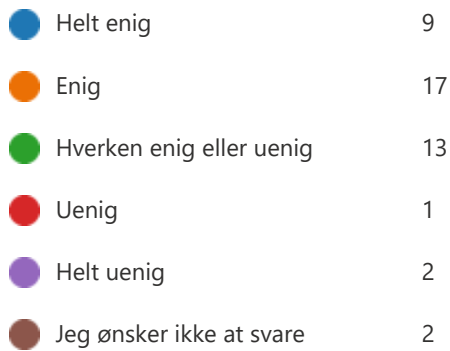 Helt enig 9
Enig 17
Hverken enig eller uenig 13
Uenig 1
Helt uenig 2
Jeg ønsker ikke at svare 2